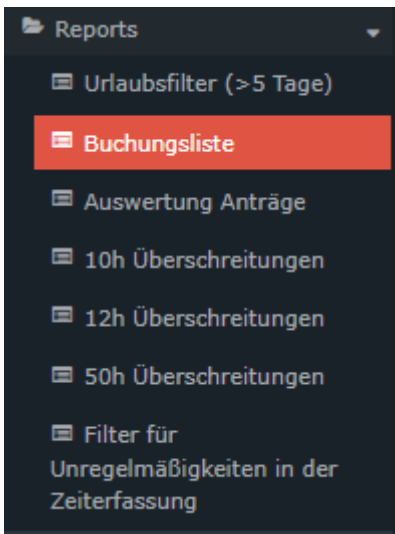 Reports
Urlaubsfilter (>5 Tage)
Buchungsliste
Auswertung Anträge
10h Überschreitungen
12h Überschreitungen
50h Überschreitungen
Filter für
Unregelmäßigkeiten in der
Zeiterfassung